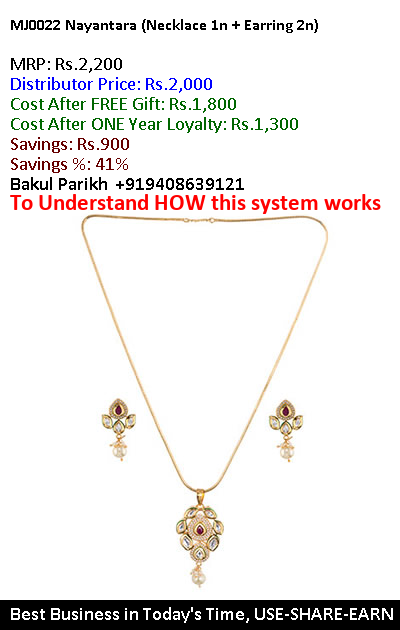 MJ0022 Nayantara (Necklace 1n + Earring 2n)
MRP: Rs.2,200
Distributor Price: Rs.2,000
Cost After FREE Gift: Rs.1,800
Cost After ONE Year Loyalty: Rs.1,300
Savings: Rs.900
Savings %: 41%
Bakul Parikh +919408639121
To Understand HOW this system works
Best Business in Today's Time, USE-SHARE-EARN